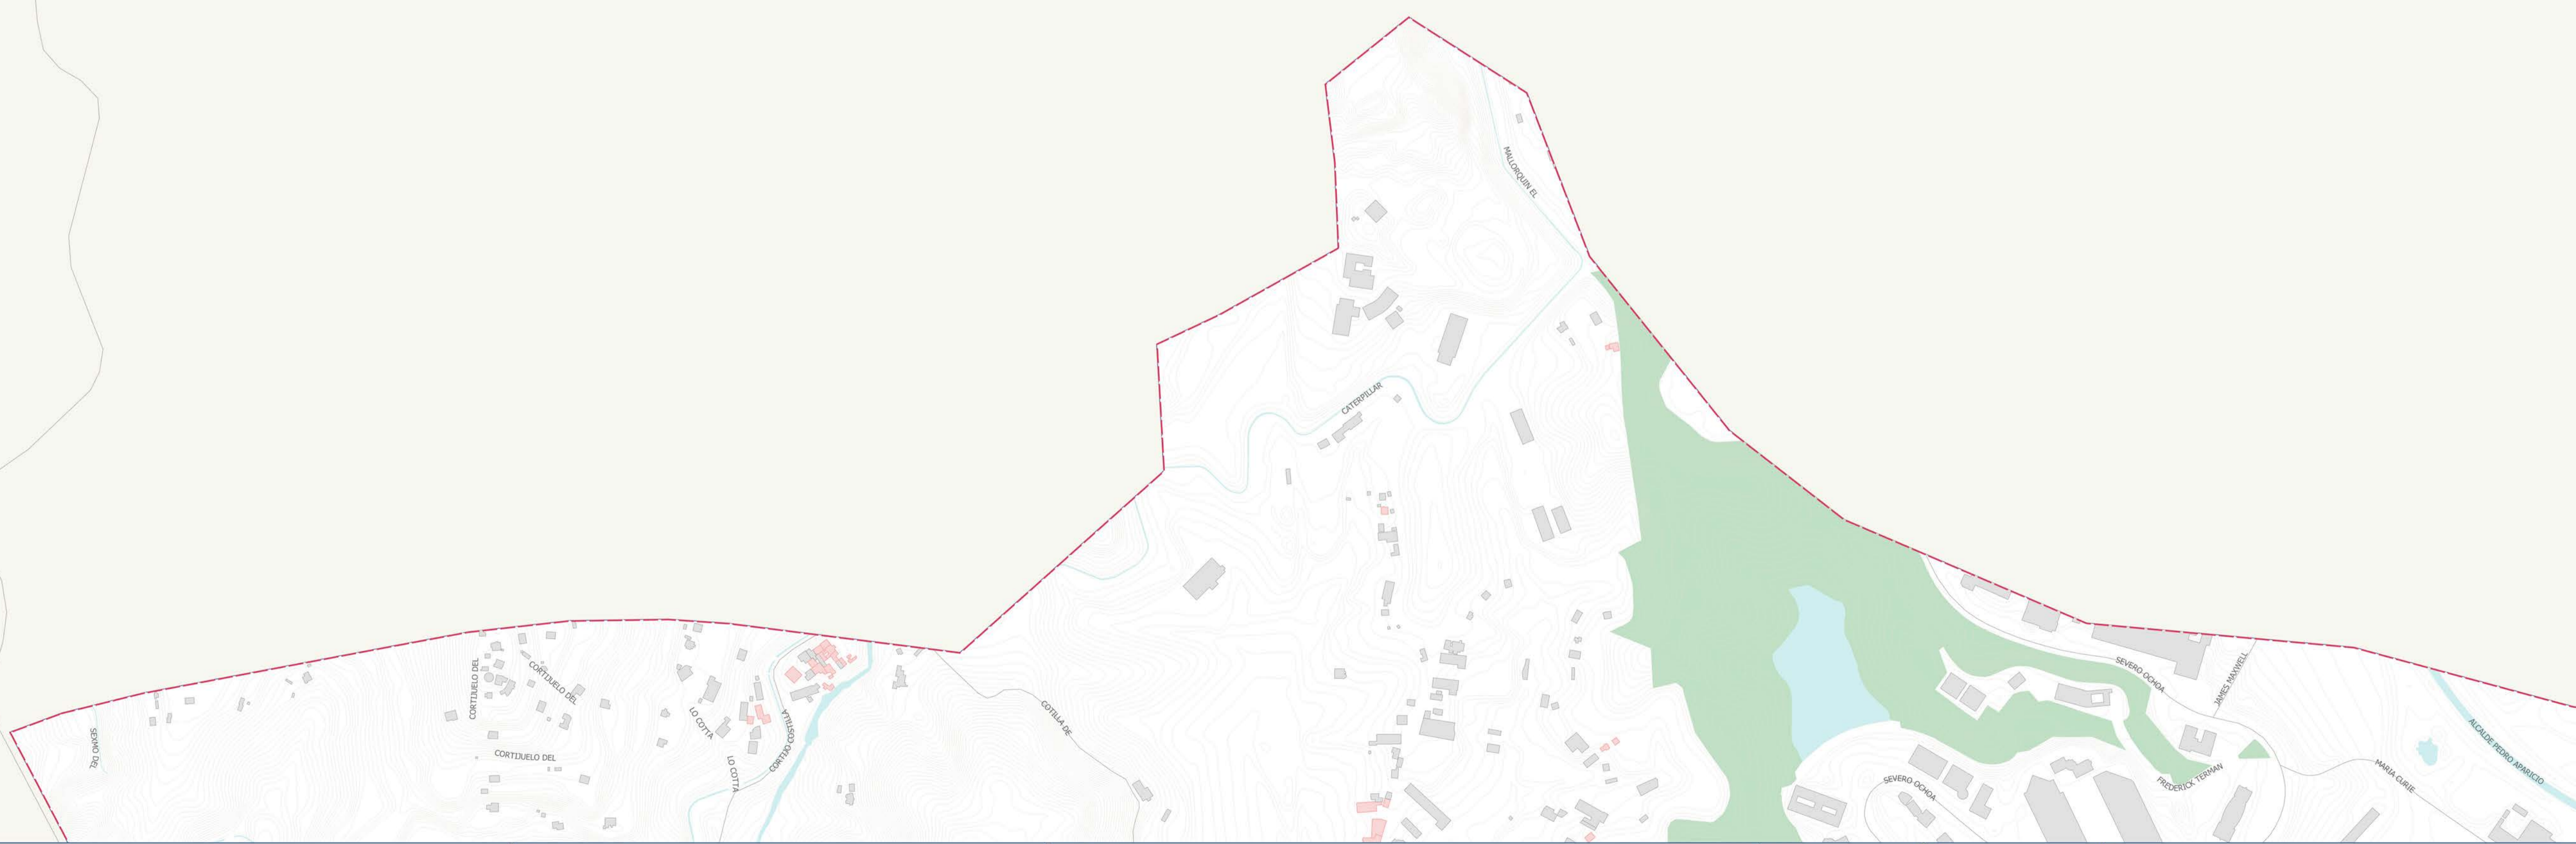 MALLORQUIN EL
CATERPILLAR
CORTIJUELO DEL
CORTIJUELO DEL
CORTIJUELO DEL
LO COTTA
LO COTTA
CORTIJO COSTILLA
COTILLA DE
SEXMO DEL
SEVERO OCHOA
JAMES MAXWELL
ALCALDE PEDRO APARICIO
MARIA CURIE
FREDERICK TERMAN
SEVERO OCHOA